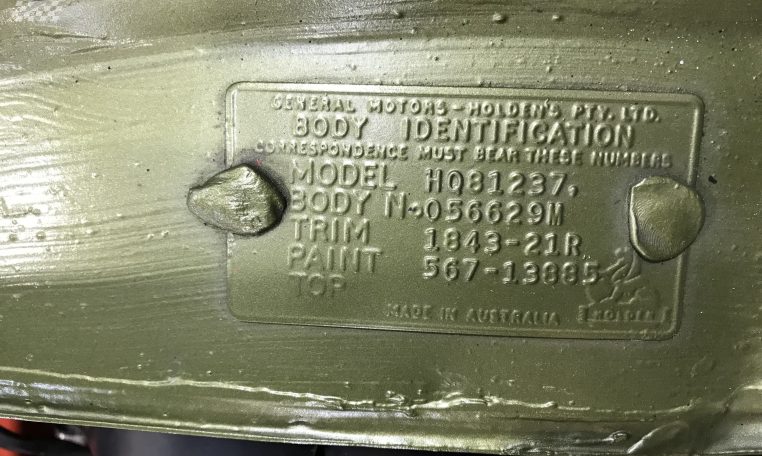 GENERAL MOTORS-HOLDEN'S PTY. LTD.
BODY IDENTIFICATION
CORRESPONDENCE MUST BEAR THESE NUMBERS
MODEL HQ81237,
BODY No. 056629M
TRIM 1843-21R
PAINT 567-13885
TOP
MADE IN AUSTRALIA
HOLDEN